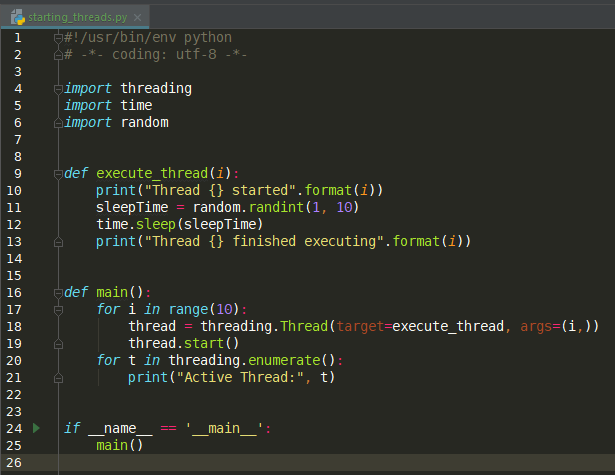 starting_threads.py
1 #!/usr/bin/env python
2 # -*- coding: utf-8 -*-
3
4 import threading
5 import time
6 import random
7
8
9 def execute_thread(i):
10     print("Thread {} started".format(i))
11     sleepTime = random.randint(1, 10)
12     time.sleep(sleepTime)
13     print("Thread {} finished executing".format(i))
14
15
16 def main():
17     for i in range(10):
18         thread = threading.Thread(target=execute_thread, args=(i,))
19         thread.start()
20     for t in threading.enumerate():
21         print("Active Thread:", t)
22
23
24 if __name__ == '__main__':
25     main()
26